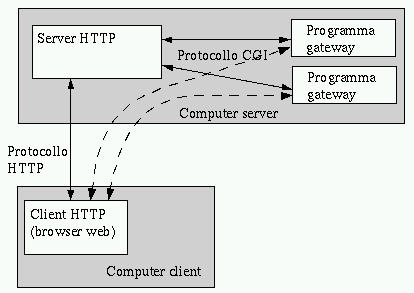 Server HTTP
Programma
gateway
Protocollo CGI
Programma
gateway
Computer server
Protocollo
HTTP
Client HTTP
(browser web)
Computer client